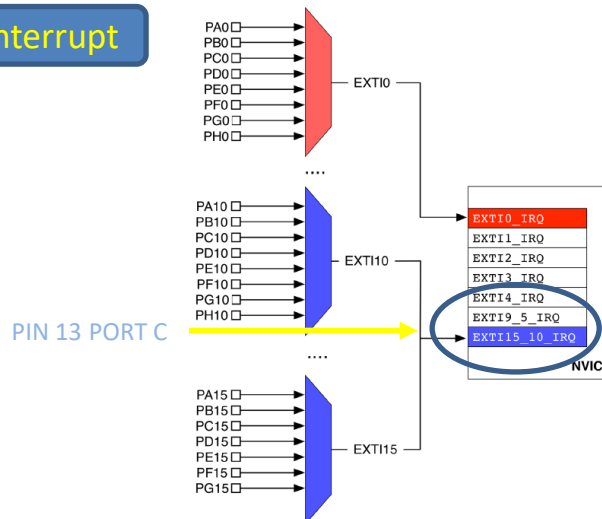 nterrupt
PA0
PB0
PC0
PD0
PE0
PF0
PG0
PH0
EXTI0
....
PA10
PB10
PC10
PD10
PE10
PF10
PG10
PH10
EXTI10
PIN 13 PORT C
....
PA15
PB15
PC15
PD15
PE15
PF15
PG15
EXTI15
EXTI0_IRQ
EXTI1_IRQ
EXTI2_IRQ
EXTI3_IRQ
EXTI4_IRQ
EXTI9_5_IRQ
EXTI15_10_IRQ
NVIC